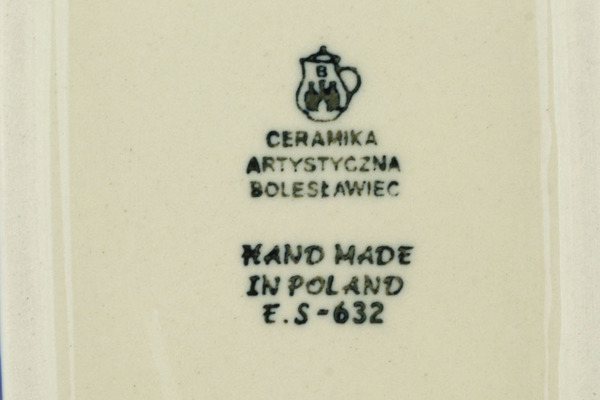 B
CERAMIKA
ARTYSTYCZNA
BOLESŁAWIEC
HAND MADE
IN POLAND
E.S-632